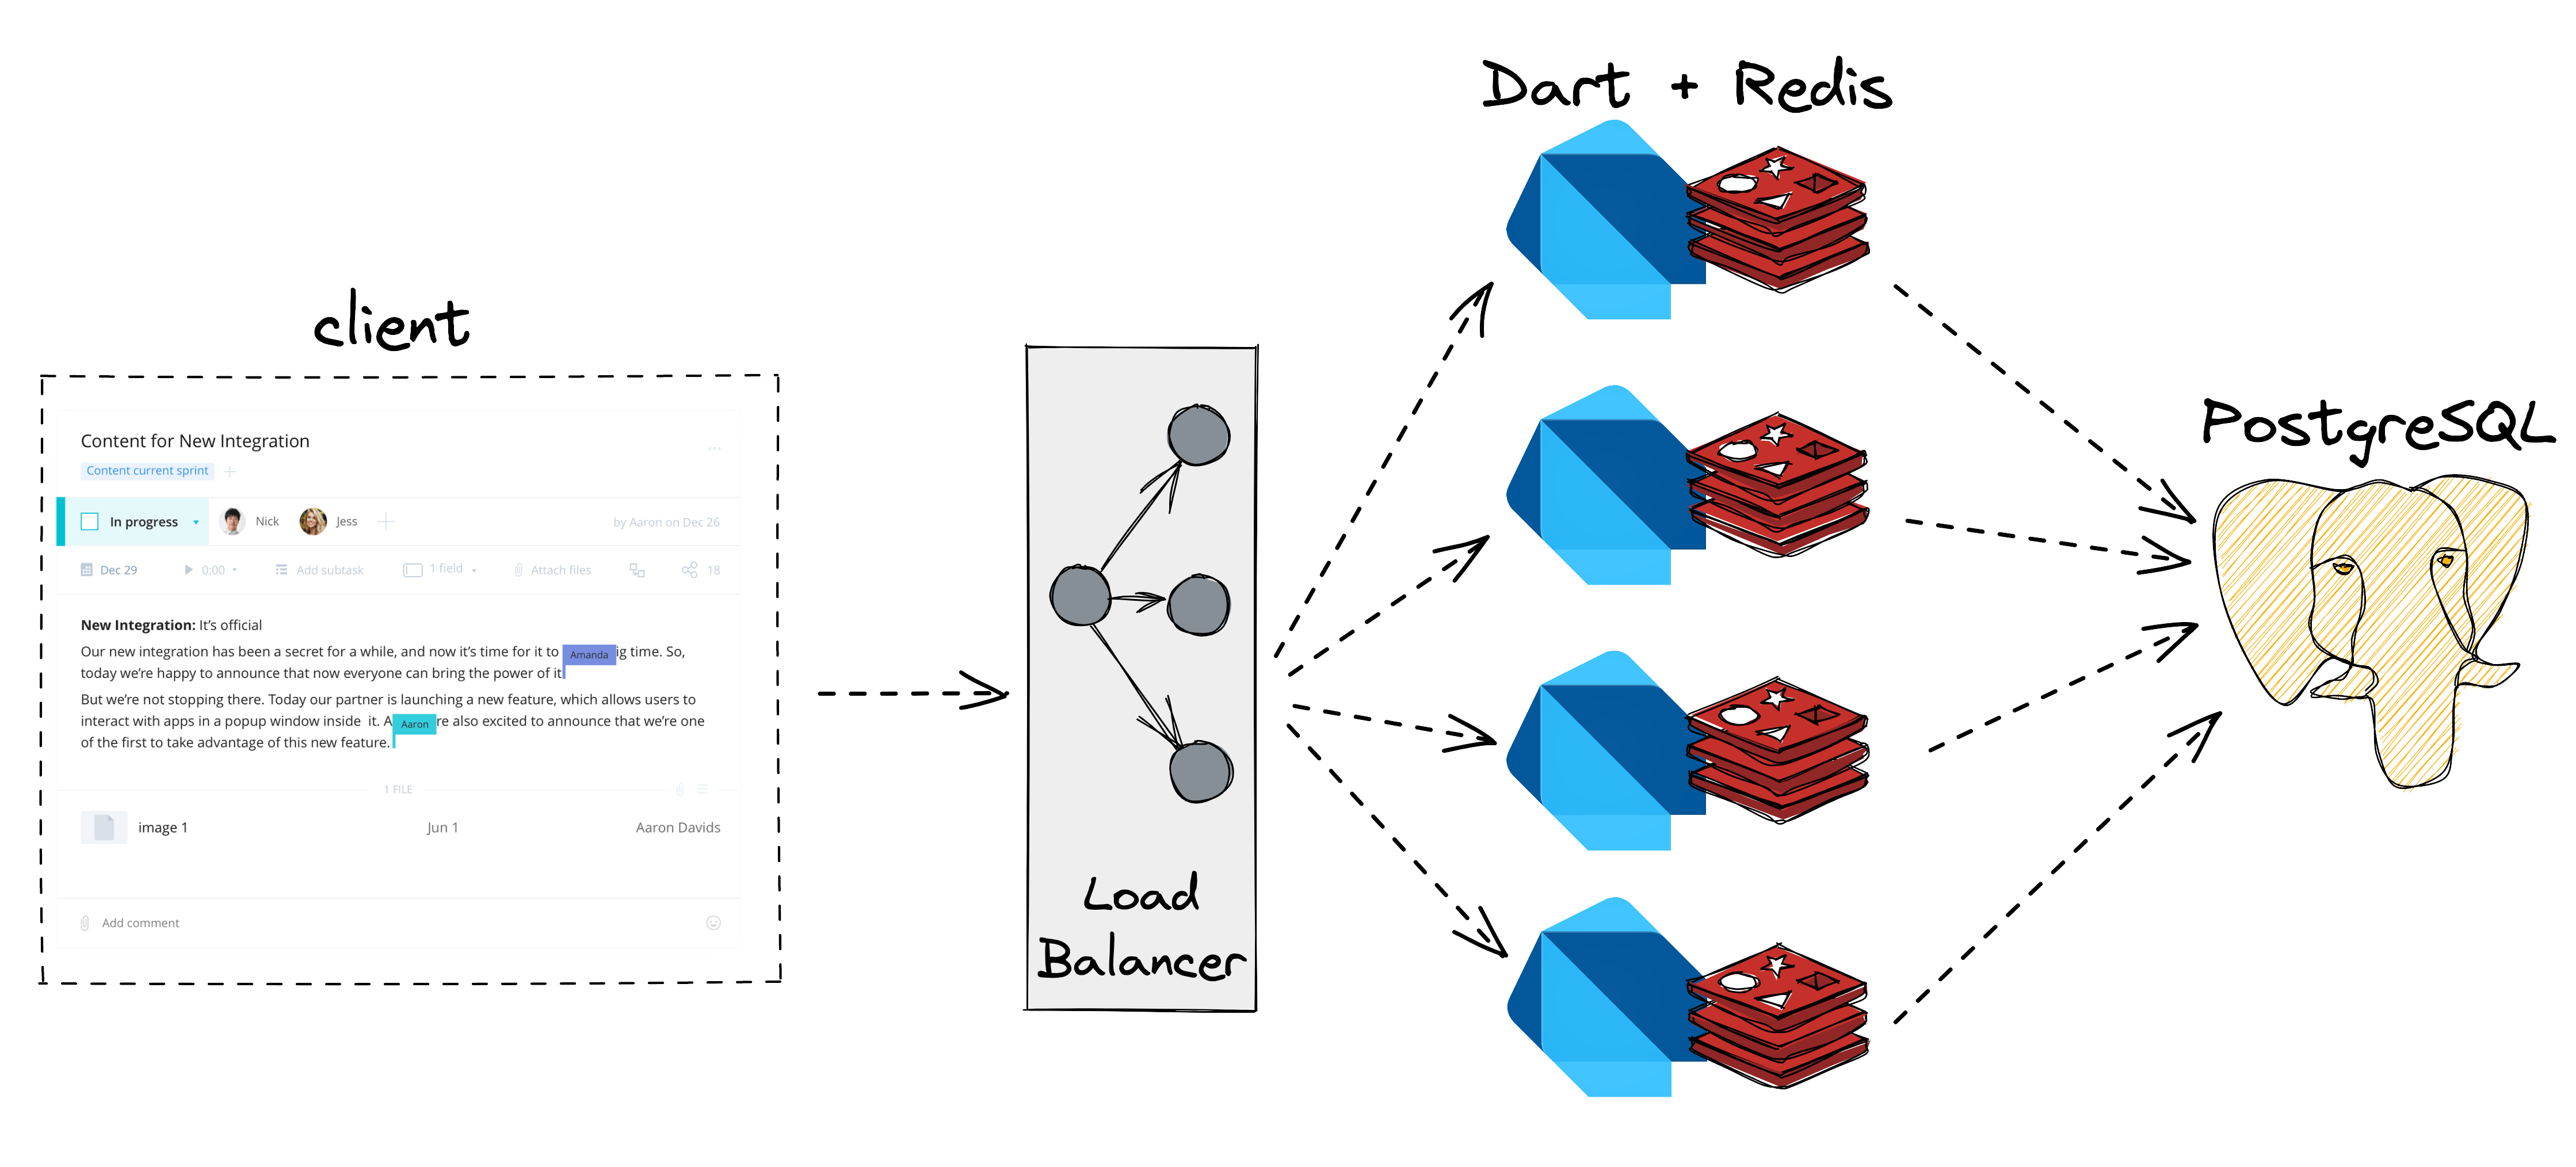 Dart + Redis
client
PostgreSQL
Content for New Integration
Content current sprint
In progress
Nick
Jess
by Aaron on Dec 26
Dec 29
0:00
Add subtask
1 field
Attach files
18
New Integration: It's official
Our new integration has been a secret for a while, and now it's time for it to Amanda ig time. So,
today we're happy to announce that now everyone can bring the power of it
But we're not stopping there. Today our partner is launching a new feature, which allows users to
interact with apps in a popup window inside it. A Aaron re also excited to announce that we're one
of the first to take advantage of this new feature.
1 FILE
image 1
Jun 1
Aaron Davids
Add comment
Load
Balancer